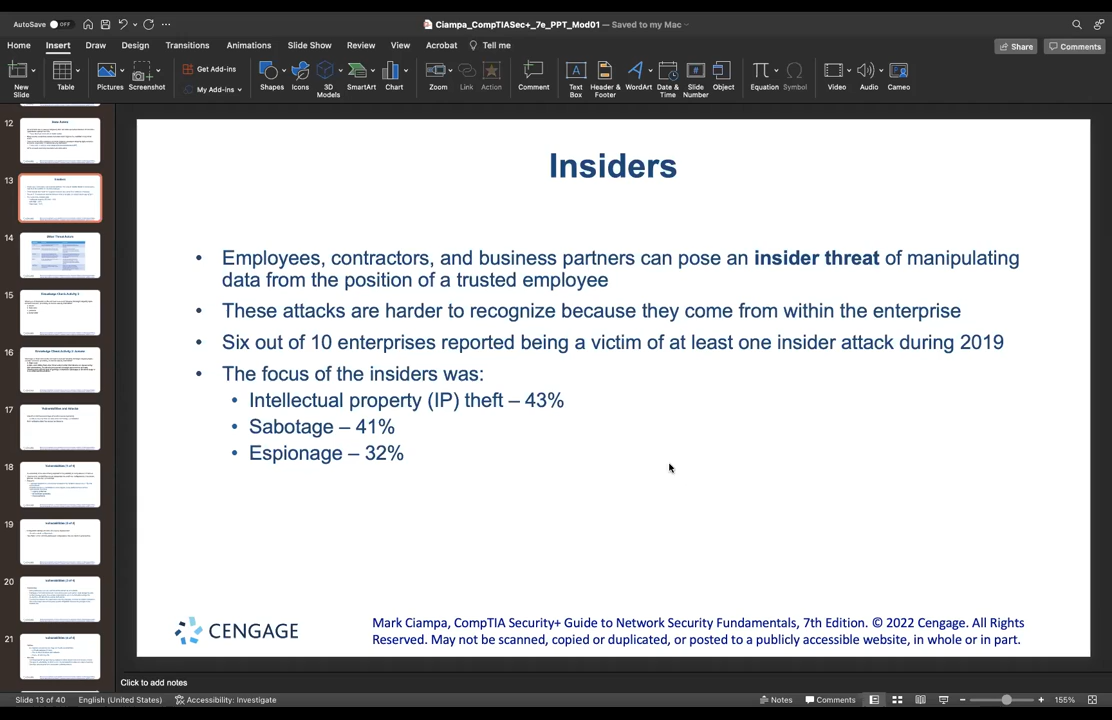 AutoSave OFF
Ciampa_CompTIASec+_7e_PPT_Mod01 — Saved to my Mac
Home Insert Draw Design Transitions Animations Slide Show Review View Acrobat Tell me
Share Comments
New Slide
Table
Pictures
Screenshot
Get Add-ins
My Add-ins
Shapes
Icons
3D Models
SmartArt
Chart
Zoom
Link
Action
Comment
Text Box
Header & Footer
WordArt
Date & Time
Slide Number
Object
Equation
Symbol
Video
Audio
Cameo
12
13
14
15
16
17
18
19
20
21
Insiders
• Employees, contractors, and business partners can pose an insider threat of manipulating
data from the position of a trusted employee
• These attacks are harder to recognize because they come from within the enterprise
• Six out of 10 enterprises reported being a victim of at least one insider attack during 2019
• The focus of the insiders was:
• Intellectual property (IP) theft – 43%
• Sabotage – 41%
• Espionage – 32%
CENGAGE
Mark Ciampa, CompTIA Security+ Guide to Network Security Fundamentals, 7th Edition. © 2022 Cengage. All Rights
Reserved. May not be scanned, copied or duplicated, or posted to a publicly accessible website, in whole or in part.
Click to add notes
Slide 13 of 40 English (United States) Accessibility: Investigate Notes Comments 155%